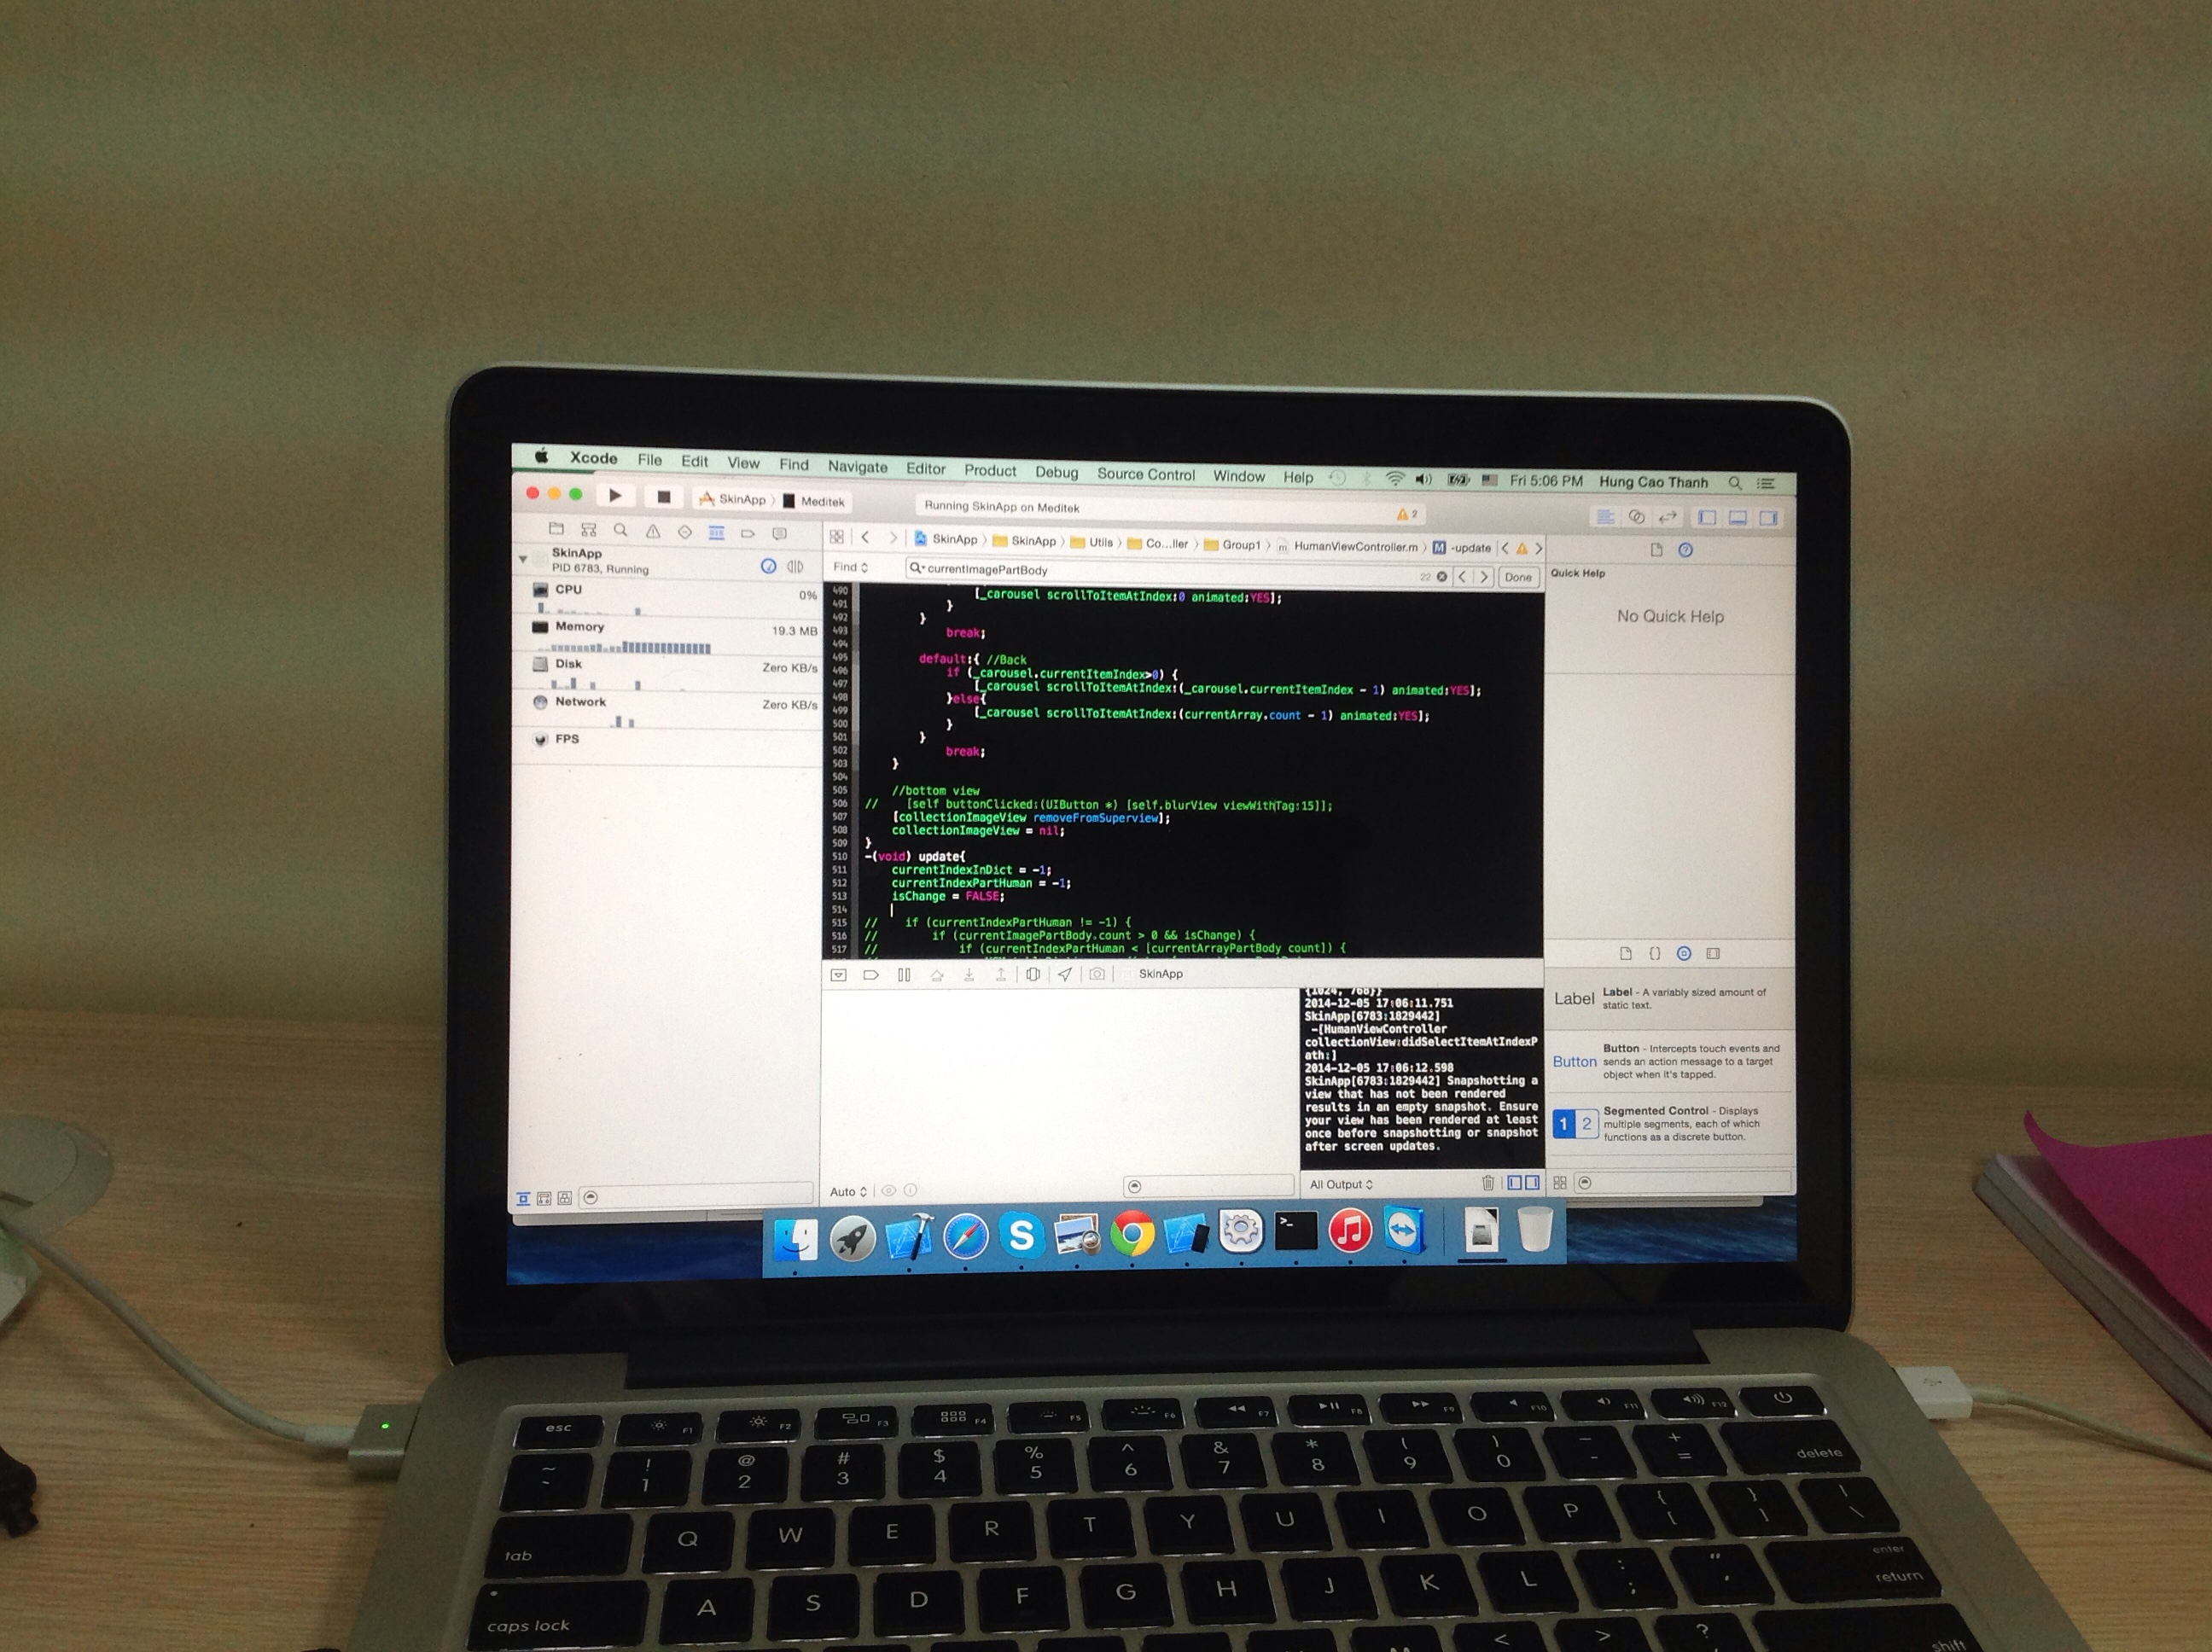 Xcode File Edit View Find Navigate Editor Product Debug Source Control Window Help Fri 5:06 PM Hung Cao Thanh
SkinApp Meditek
Running SkinApp on Meditek
2
SkinApp
PID 6783, Running
CPU 0%
Memory 19.3 MB
Disk Zero KB/s
Network Zero KB/s
FPS
SkinApp SkinApp Utils Co...ller Group1 m HumanViewController.m M -update
Find currentImagePartBody 22 Done
490 [_carousel scrollToItemAtIndex:0 animated:YES];
491 }
492 }
493 break;
494
495 default:{ //Back
496 if (_carousel.currentItemIndex>0) {
497 [_carousel scrollToItemAtIndex:(_carousel.currentItemIndex - 1) animated:YES];
498 }else{
499 [_carousel scrollToItemAtIndex:(currentArray.count - 1) animated:YES];
500 }
501 }
502 break;
503 }
504
505 //bottom view
506 // [self buttonClicked:(UIButton *) [self.blurView viewWithTag:15]];
507 [collectionImageView removeFromSuperview];
508 collectionImageView = nil;
509 }
510 -(void) update{
511 currentIndexInDict = -1;
512 currentIndexPartHuman = -1;
513 isChange = FALSE;
514
515 // if (currentIndexPartHuman != -1) {
516 // if (currentImagePartBody.count > 0 && isChange) {
517 // if (currentIndexPartHuman < [currentArrayPartBody count]) {
SkinApp
{1024, 768}}
2014-12-05 17:06:11.751
SkinApp[6783:1829442]
-[HumanViewController
collectionView:didSelectItemAtIndexP
ath:]
2014-12-05 17:06:12.598
SkinApp[6783:1829442] Snapshotting a
view that has not been rendered
results in an empty snapshot. Ensure
your view has been rendered at least
once before snapshotting or snapshot
after screen updates.
Auto
All Output
Quick Help
No Quick Help
Label Label - A variably sized amount of
static text.
Button Button - Intercepts touch events and
sends an action message to a target
object when it's tapped.
1 2 Segmented Control - Displays
multiple segments, each of which
functions as a discrete button.
esc F1 F2 F3 F4 F5 F6 F7 F8 F9 F10 F11 F12
~ ! @ # $ % ^ & * ( ) _ +
` 1 2 3 4 5 6 7 8 9 0 - = delete
tab Q W E R T Y U I O P { [ } ] | \
caps lock A S D F G H J K L : ; " ' enter return
M < > ? shift